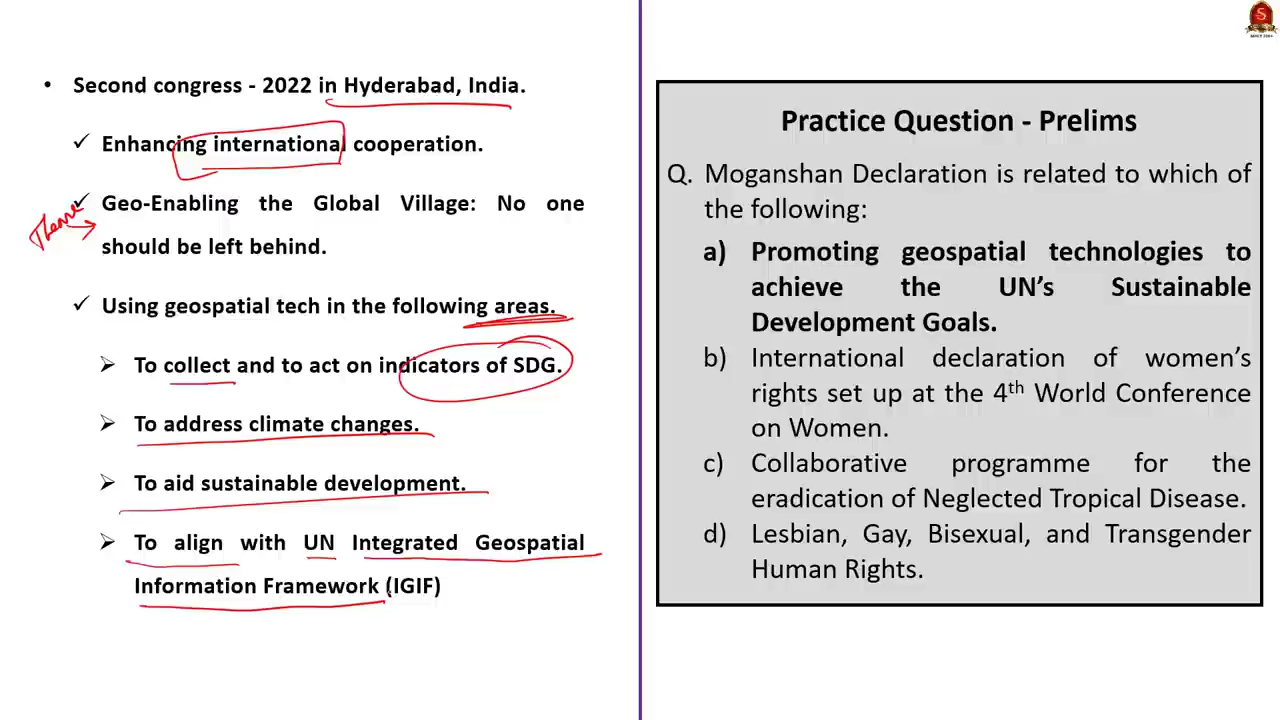 • Second congress - 2022 in Hyderabad, India.
✓ Enhancing international cooperation.
✓ Geo-Enabling the Global Village: No one
Theme →
should be left behind.
✓ Using geospatial tech in the following areas.
➢ To collect and to act on indicators of SDG.
➢ To address climate changes.
➢ To aid sustainable development.
➢ To align with UN Integrated Geospatial
Information Framework (IGIF)
Practice Question - Prelims
Q. Moganshan Declaration is related to which of
the following:
a) Promoting geospatial technologies to
achieve the UN’s Sustainable
Development Goals.
b) International declaration of women’s
rights set up at the 4th World Conference
on Women.
c) Collaborative programme for the
eradication of Neglected Tropical Disease.
d) Lesbian, Gay, Bisexual, and Transgender
Human Rights.